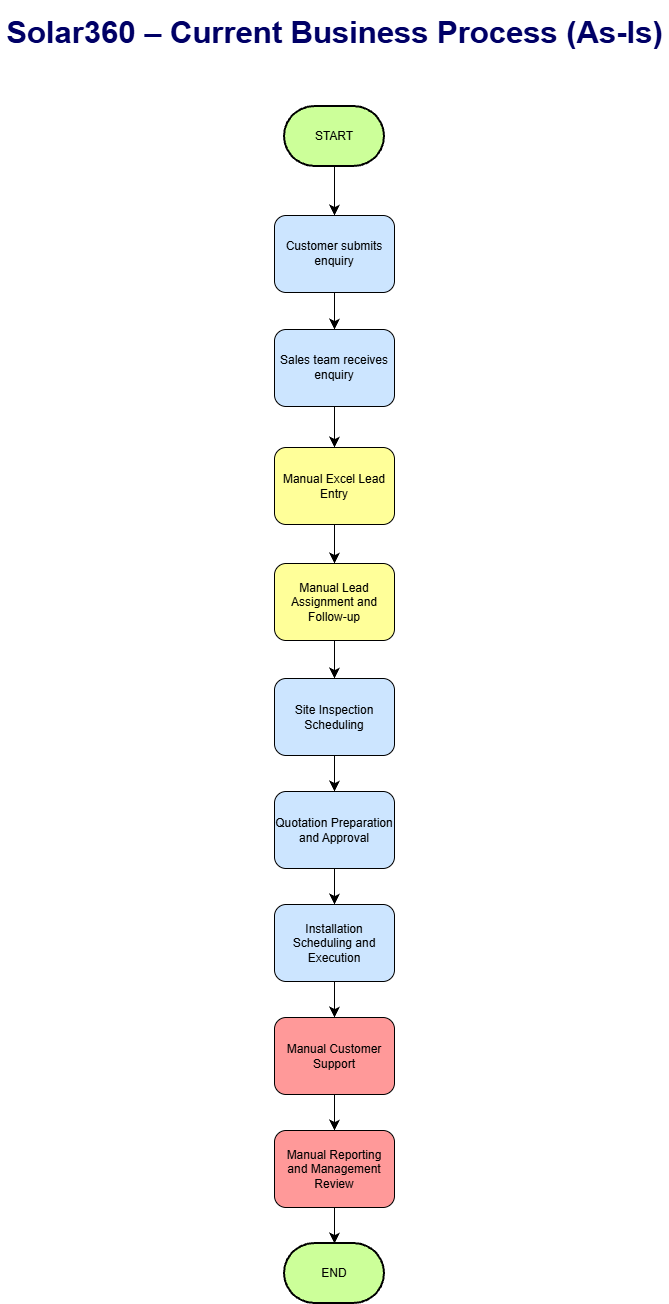 Solar360 – Current Business Process (As-Is)
START
Customer submits
enquiry
Sales team receives
enquiry
Manual Excel Lead
Entry
Manual Lead
Assignment and
Follow-up
Site Inspection
Scheduling
Quotation Preparation
and Approval
Installation
Scheduling and
Execution
Manual Customer
Support
Manual Reporting
and Management
Review
END